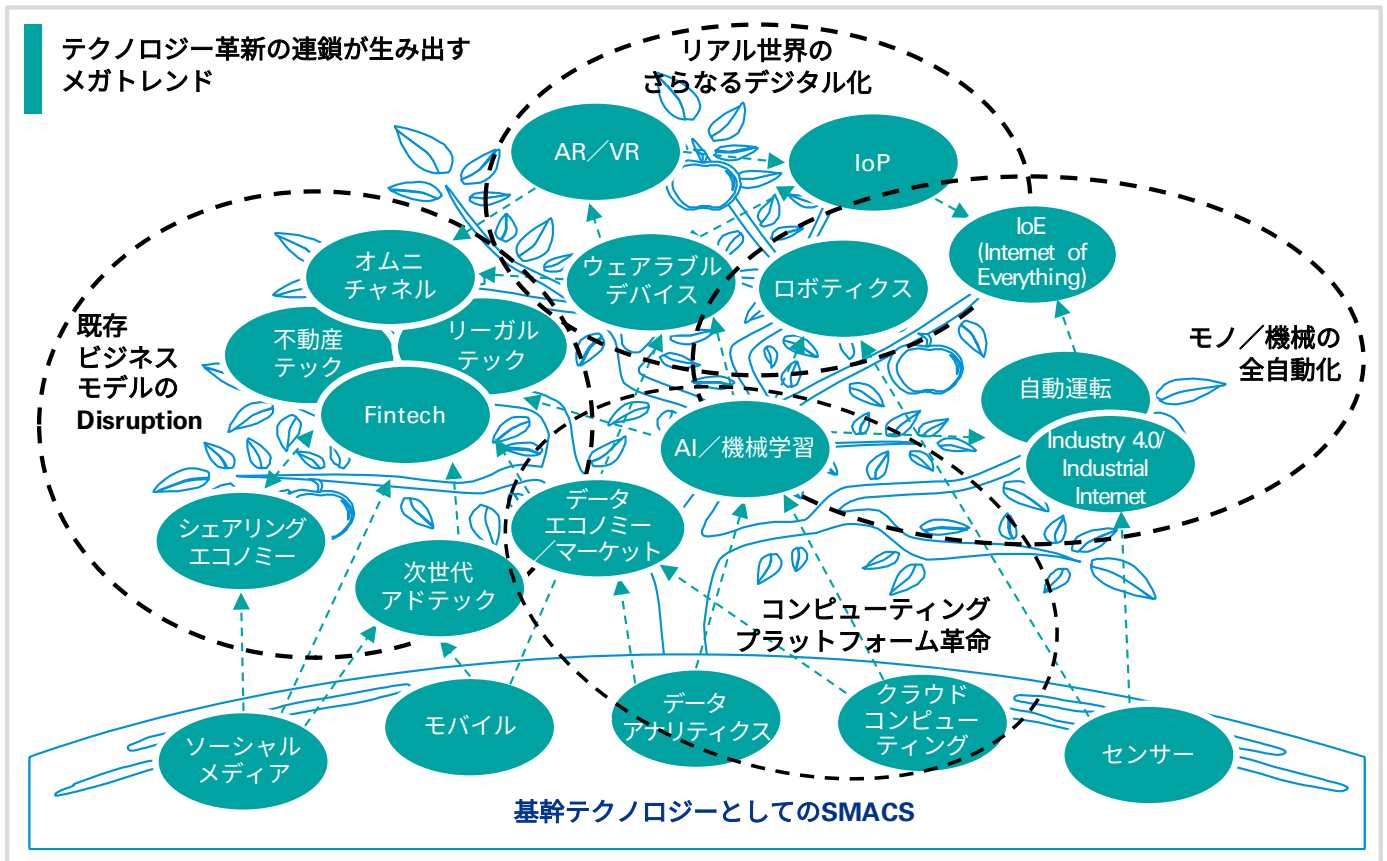 テクノロジー革新の連鎖が生み出す
メガトレンド
リアル世界の
さらなるデジタル化
AR／VR
IoP
IoE
(Internet of
Everything)
オムニ
チャネル
ウェアラブル
デバイス
ロボティクス
不動産
テック
リーガル
テック
既存
ビジネス
モデルの
Disruption
モノ／機械の
全自動化
自動運転
Fintech
AI／機械学習
Industry 4.0/
Industrial
Internet
データ
エコノミー
／マーケット
シェアリング
エコノミー
次世代
アドテック
コンピューティング
プラットフォーム革命
ソーシャル
メディア
モバイル
データ
アナリティクス
クラウド
コンピュー
ティング
センサー
基幹テクノロジーとしてのSMACS